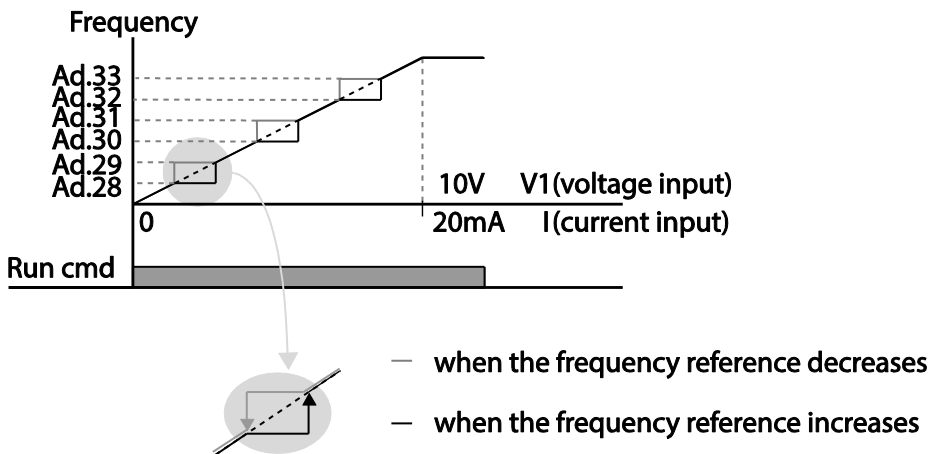 Frequency
Ad.33
Ad.32
Ad.31
Ad.30
Ad.29
Ad.28
10V V1(voltage input)
0 20mA I(current input)
Run cmd
when the frequency reference decreases
when the frequency reference increases